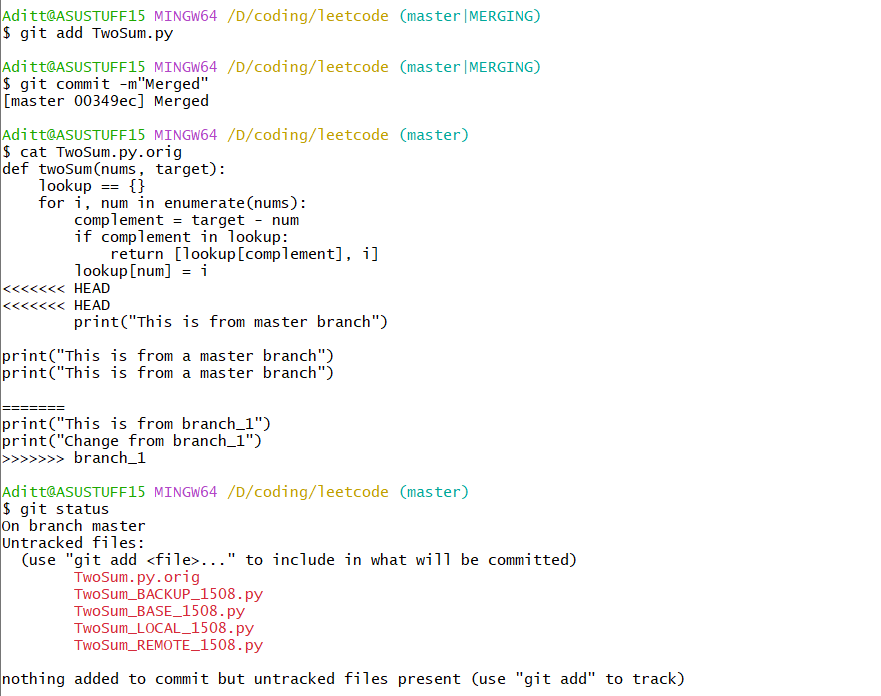 Aditt@ASUSTUFF15 MINGW64 /D/coding/leetcode (master|MERGING)
$ git add TwoSum.py

Aditt@ASUSTUFF15 MINGW64 /D/coding/leetcode (master|MERGING)
$ git commit -m"Merged"
[master 00349ec] Merged

Aditt@ASUSTUFF15 MINGW64 /D/coding/leetcode (master)
$ cat TwoSum.py.orig
def twoSum(nums, target):
    lookup == {}
    for i, num in enumerate(nums):
        complement = target - num
        if complement in lookup:
            return [lookup[complement], i]
        lookup[num] = i
<<<<<<< HEAD
<<<<<<< HEAD
        print("This is from master branch")

print("This is from a master branch")
print("This is from a master branch")

=======
print("This is from branch_1")
print("Change from branch_1")
>>>>>>> branch_1

Aditt@ASUSTUFF15 MINGW64 /D/coding/leetcode (master)
$ git status
On branch master
Untracked files:
  (use "git add <file>..." to include in what will be committed)
        TwoSum.py.orig
        TwoSum_BACKUP_1508.py
        TwoSum_BASE_1508.py
        TwoSum_LOCAL_1508.py
        TwoSum_REMOTE_1508.py

nothing added to commit but untracked files present (use "git add" to track)